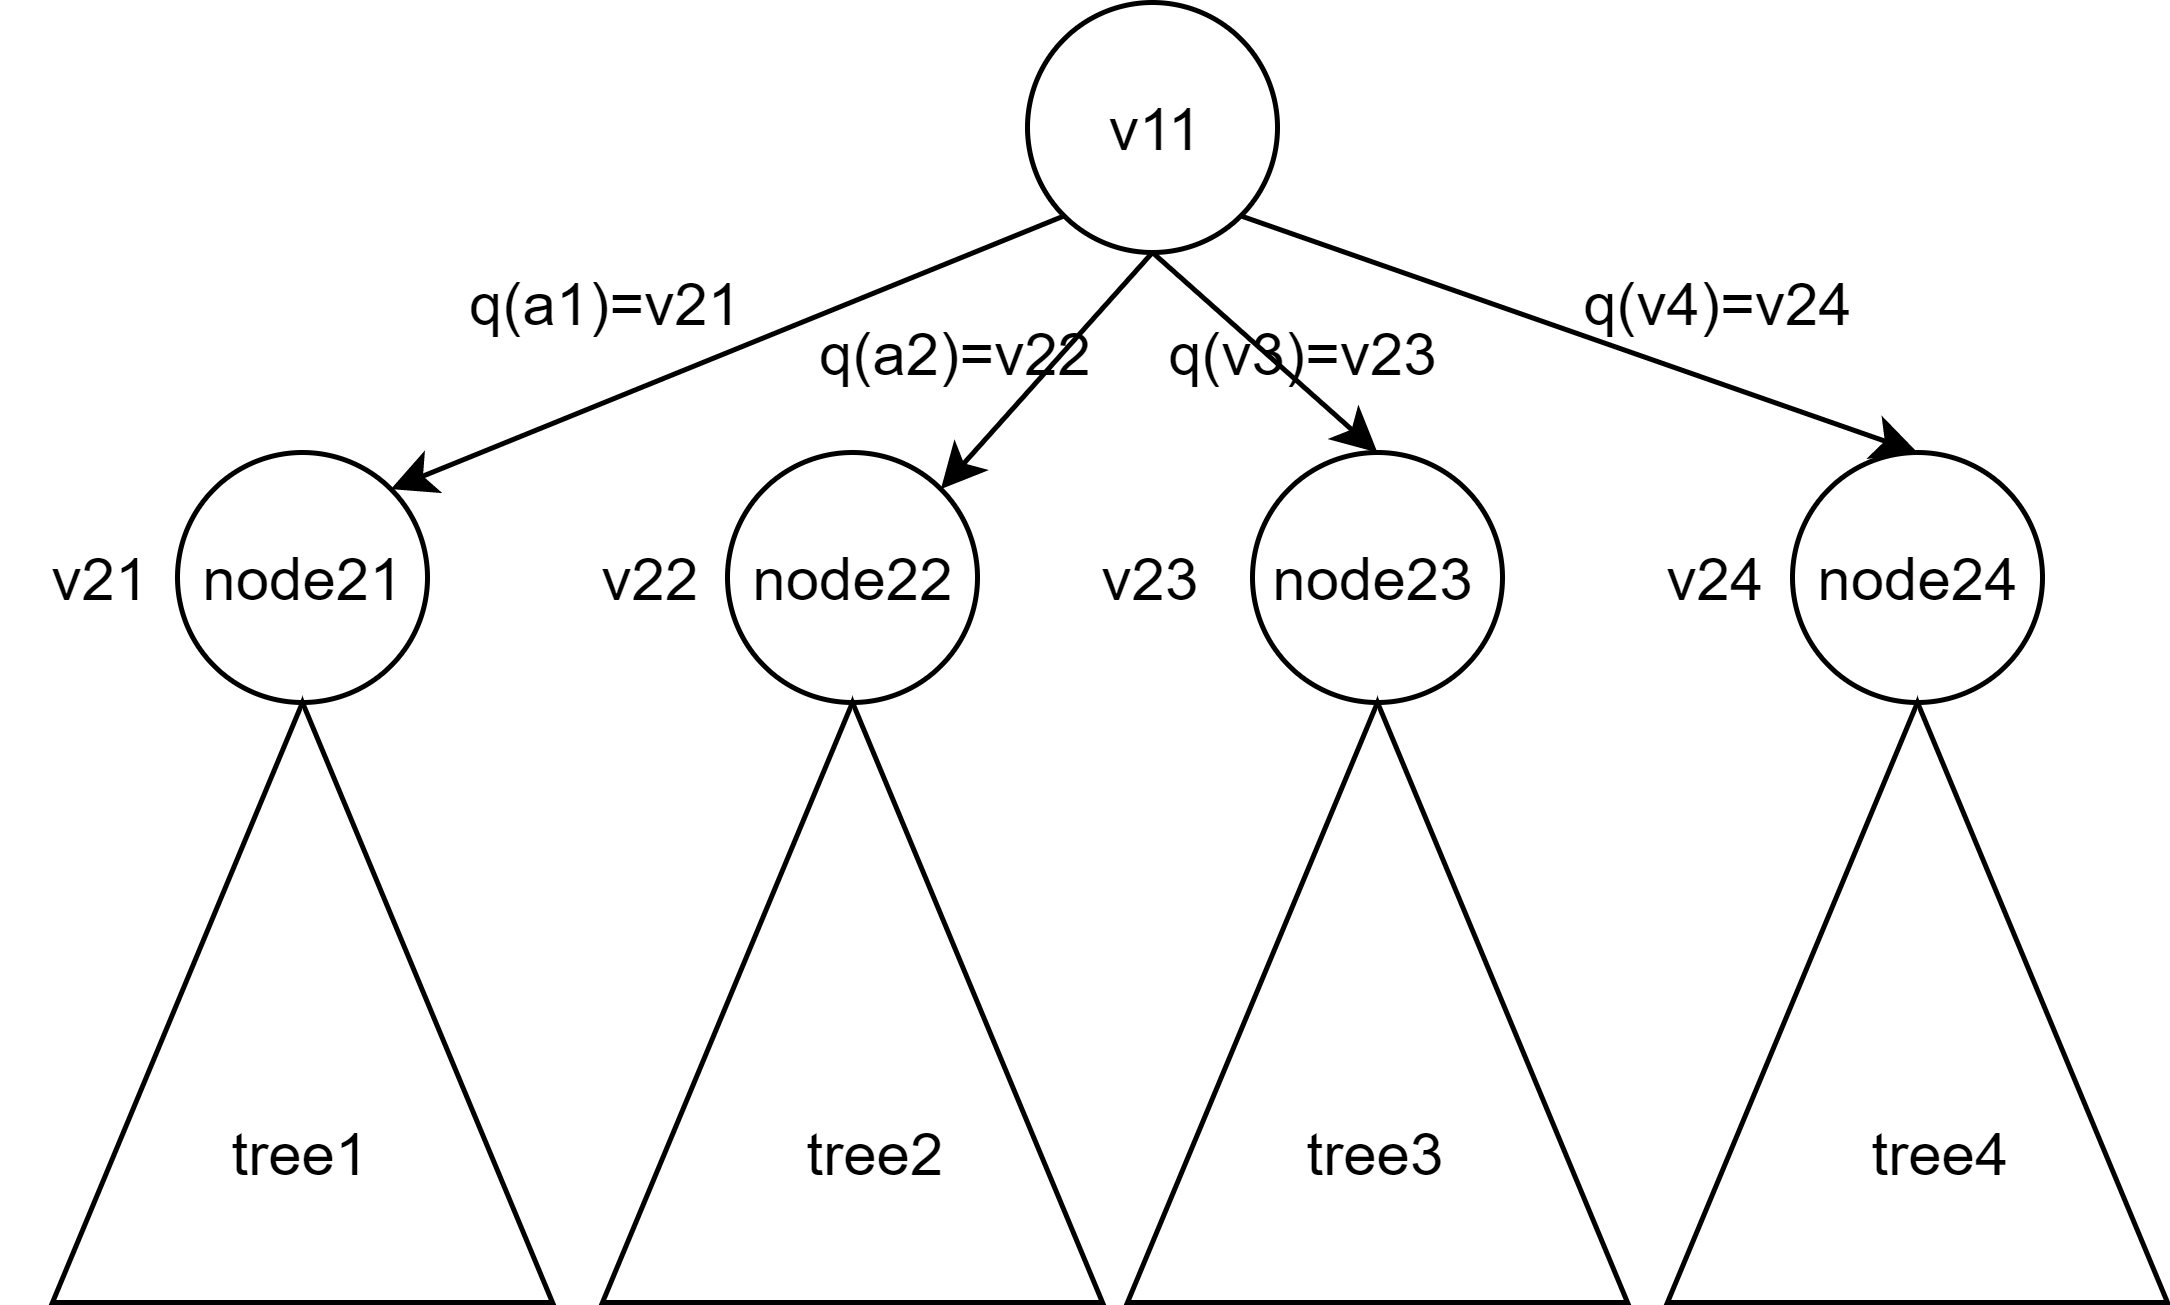 v11
q(a1)=v21
q(v4)=v24
q(a2)=v22
q(v3)=v23
v21
node21
v22
node22
v23
node23
v24
node24
tree1
tree2
tree3
tree4